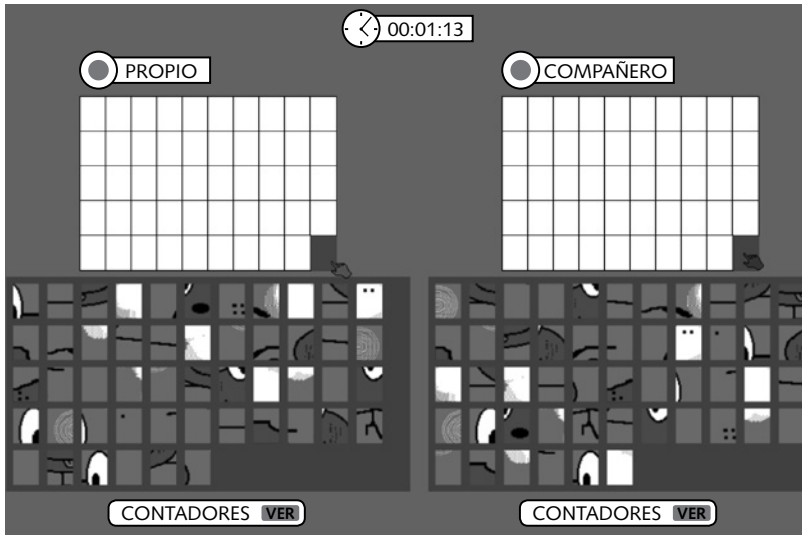 00:01:13
PROPIO
COMPAÑERO
CONTADORES VER
CONTADORES VER